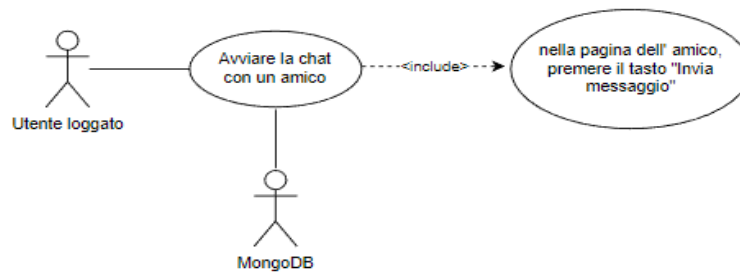 Avviare la chat
con un amico
<include>
nella pagina dell' amico,
premere il tasto "Invia
messaggio"
Utente loggato
MongoDB